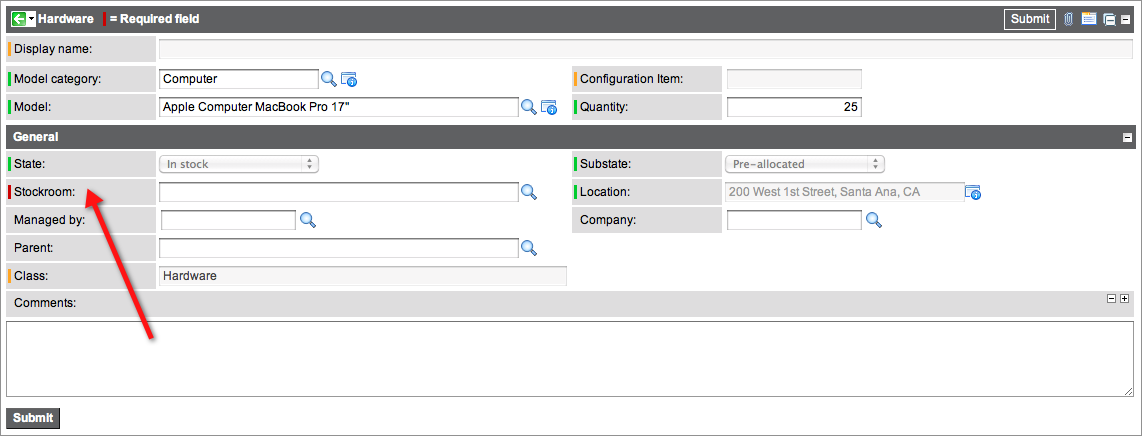 Hardware = Required field Submit
Display name:
Model category: Computer Configuration Item:
Model: Apple Computer MacBook Pro 17" Quantity: 25
General
State: In stock Substate: Pre-allocated
Stockroom: Location: 200 West 1st Street, Santa Ana, CA
Managed by: Company:
Parent:
Class: Hardware
Comments:
Submit